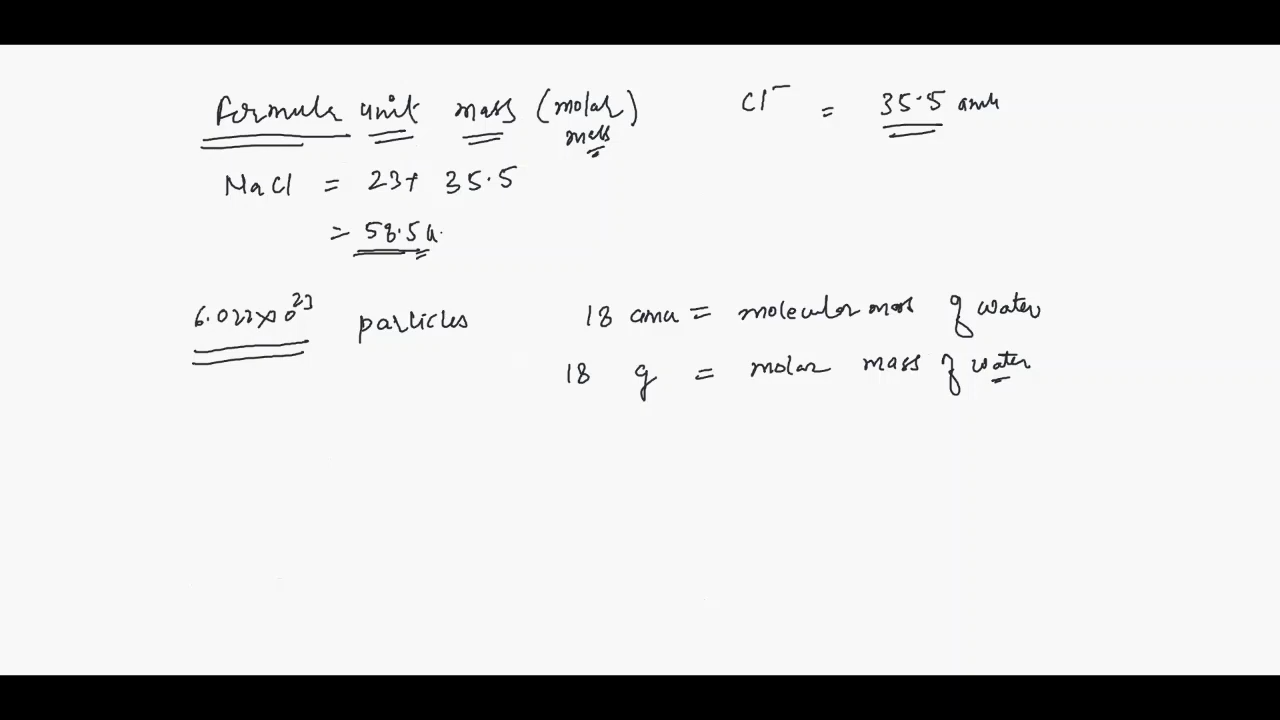 Formula unit mass (molar mass)
Cl⁻ = 35.5 amu
NaCl = 23+ 35.5
= 58.5u.
6.022×10²³ particles
18 amu = molecular mass of water
18 g = molar mass of water